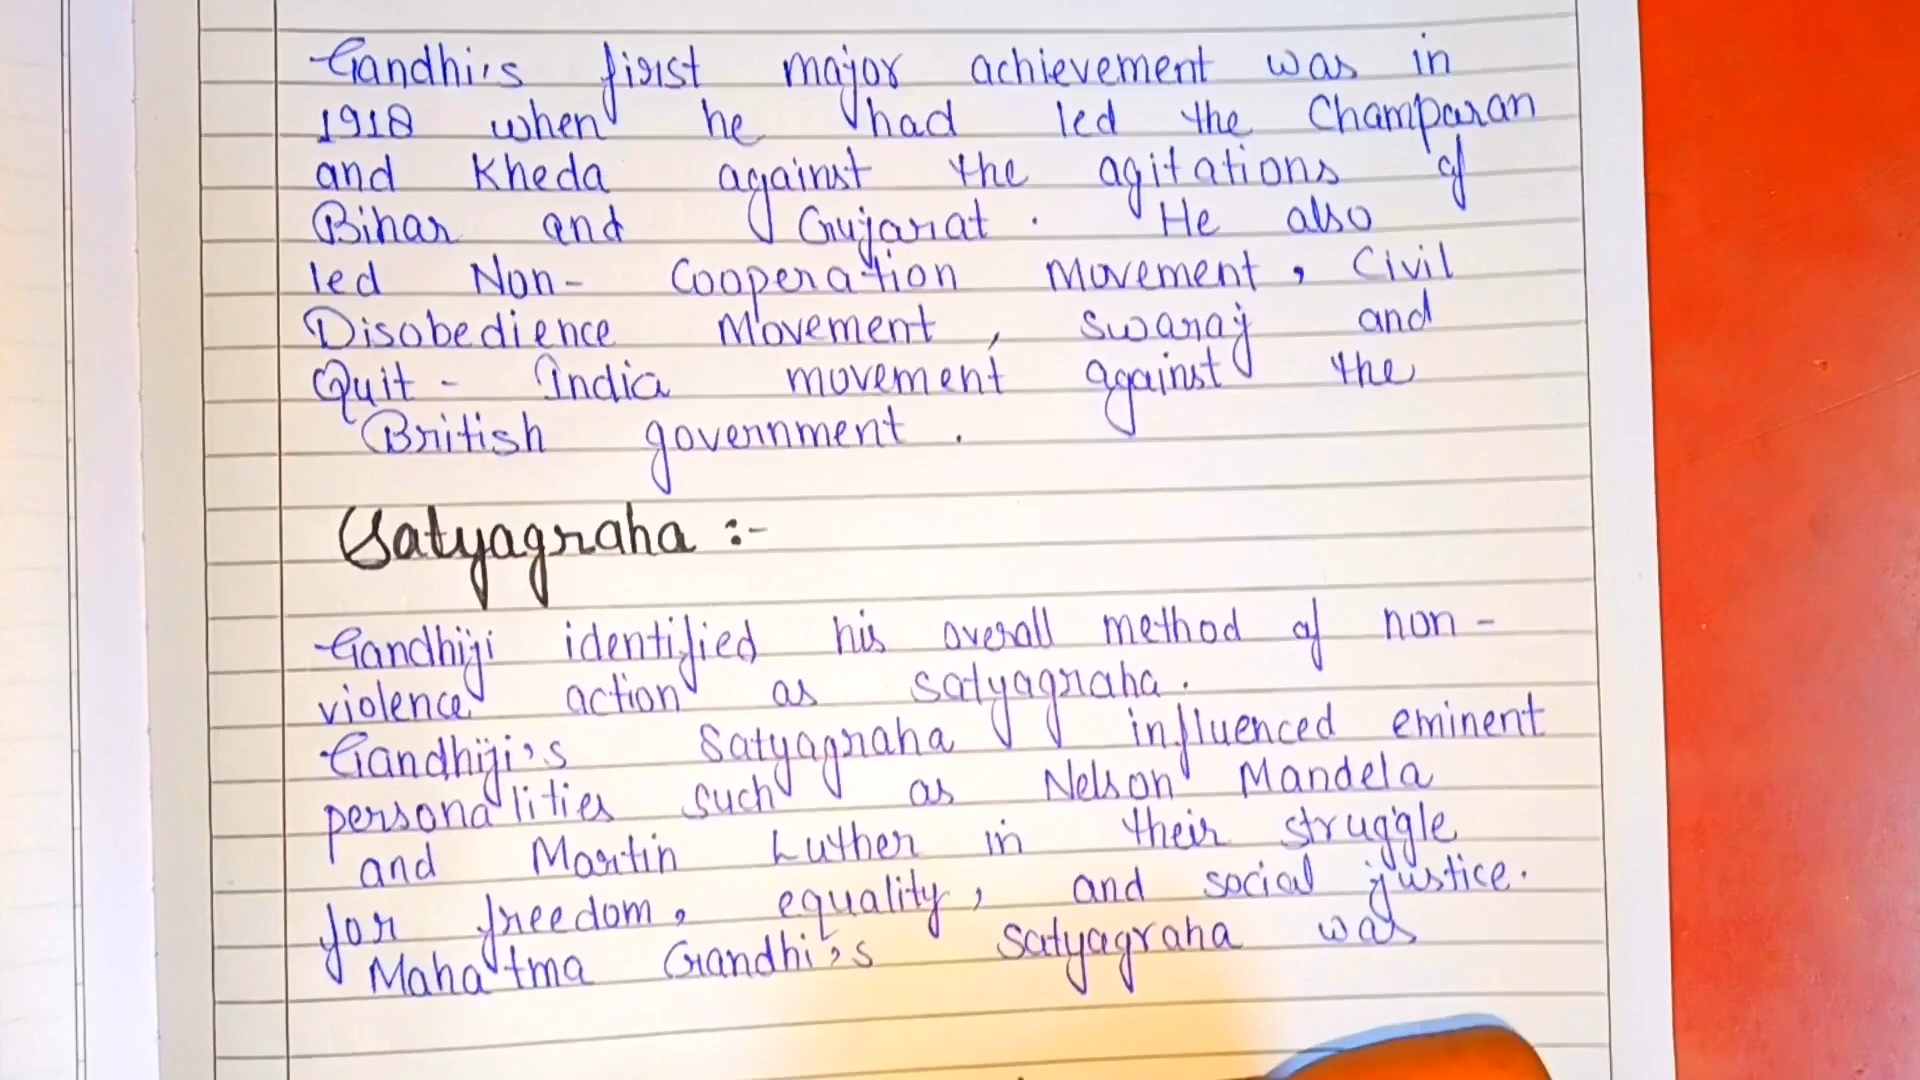 Gandhi's first major achievement was in
1918 when he had led the Champaran
and Kheda against the agitations of
Bihar and Gujarat. He also
led Non- Cooperation Movement, Civil
Disobedience Movement, swaraj and
Quit - India movement against the
British government.
Satyagraha :-
Gandhiji identified his overall method of non -
violence action as satyagraha.
Gandhiji's Satyagraha influenced eminent
personalities such as Nelson Mandela
and Martin Luther in their struggle
for freedom, equality, and social justice.
Mahatma Gandhi's satyagraha was